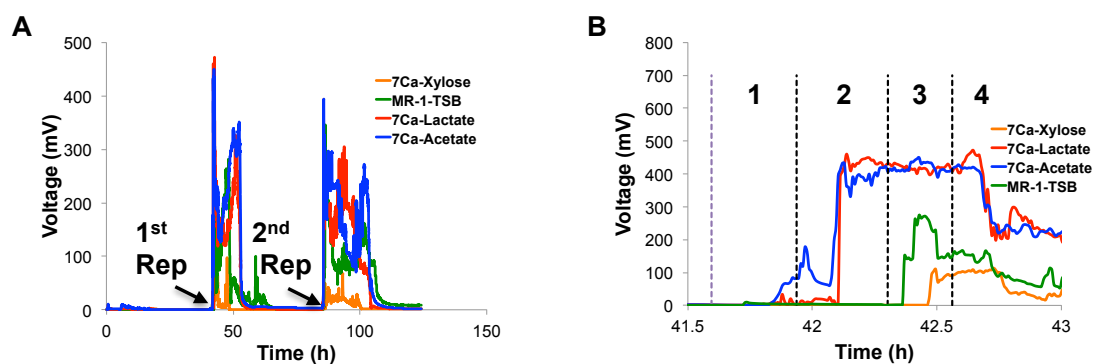 A
500
400
300
200
100
0
Voltage (mV)
7Ca-Xylose
MR-1-TSB
7Ca-Lactate
7Ca-Acetate
1st
Rep
2nd
Rep
0
50
100
150
Time (h)
B
800
700
600
500
400
300
200
100
0
Voltage (mV)
1
2
3
4
7Ca-Xylose
7Ca-Lactate
7Ca-Acetate
MR-1-TSB
41.5
42
42.5
43
Time (h)